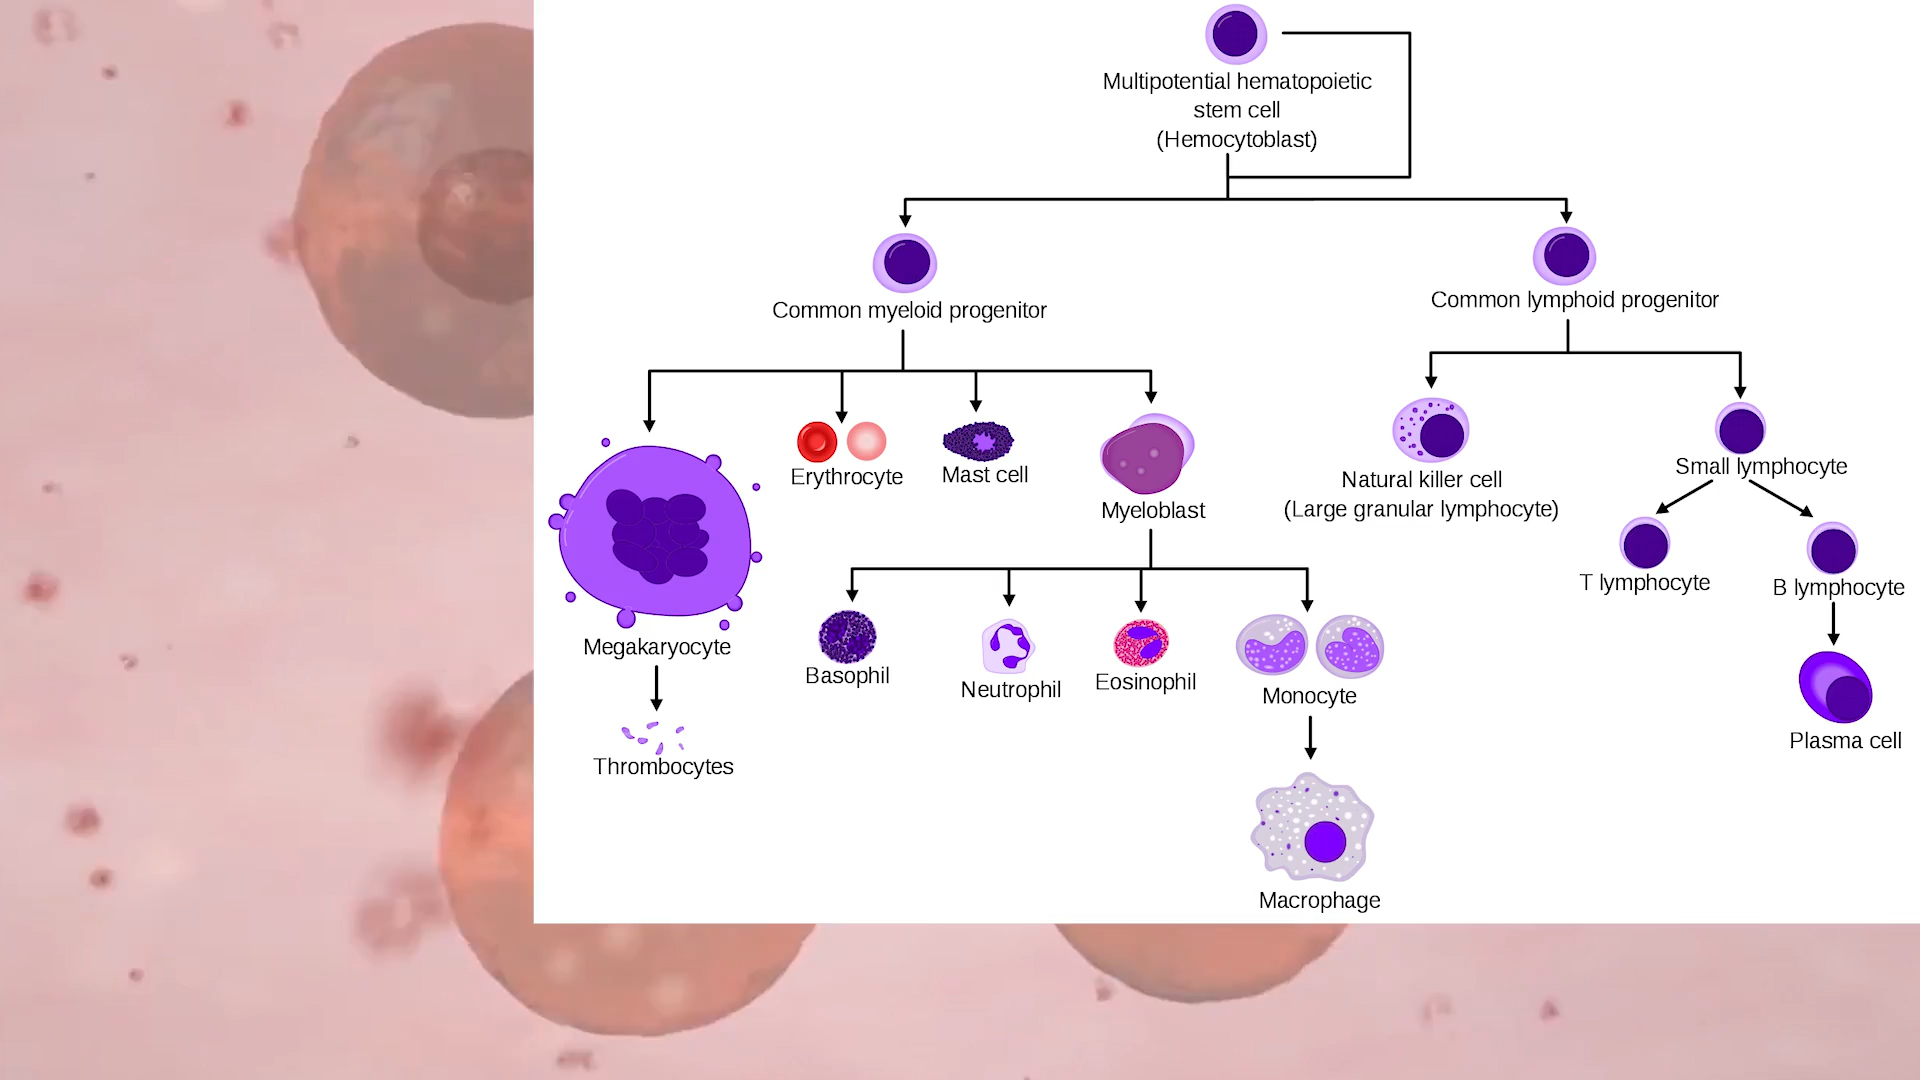 Multipotential hematopoietic
stem cell
(Hemocytoblast)
Common myeloid progenitor
Common lymphoid progenitor
Erythrocyte
Mast cell
Myeloblast
Natural killer cell
(Large granular lymphocyte)
Small lymphocyte
T lymphocyte
B lymphocyte
Megakaryocyte
Basophil
Neutrophil
Eosinophil
Monocyte
Plasma cell
Thrombocytes
Macrophage